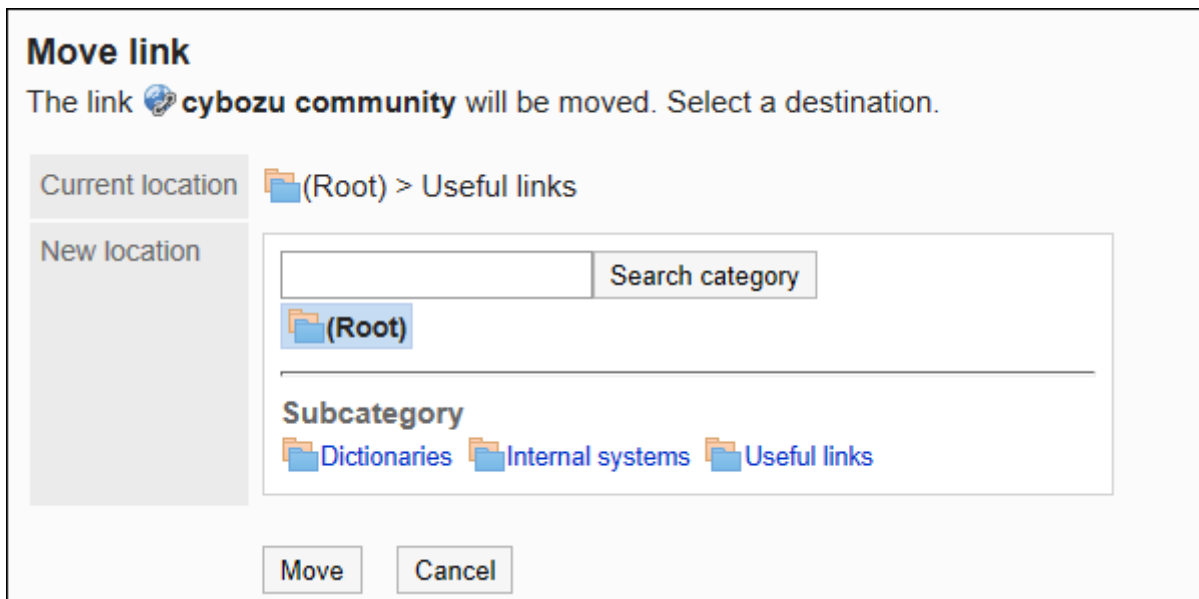 Move link
The link cybozu community will be moved. Select a destination.
Current location (Root) > Useful links
New location
Search category
(Root)
Subcategory
Dictionaries Internal systems Useful links
Move Cancel